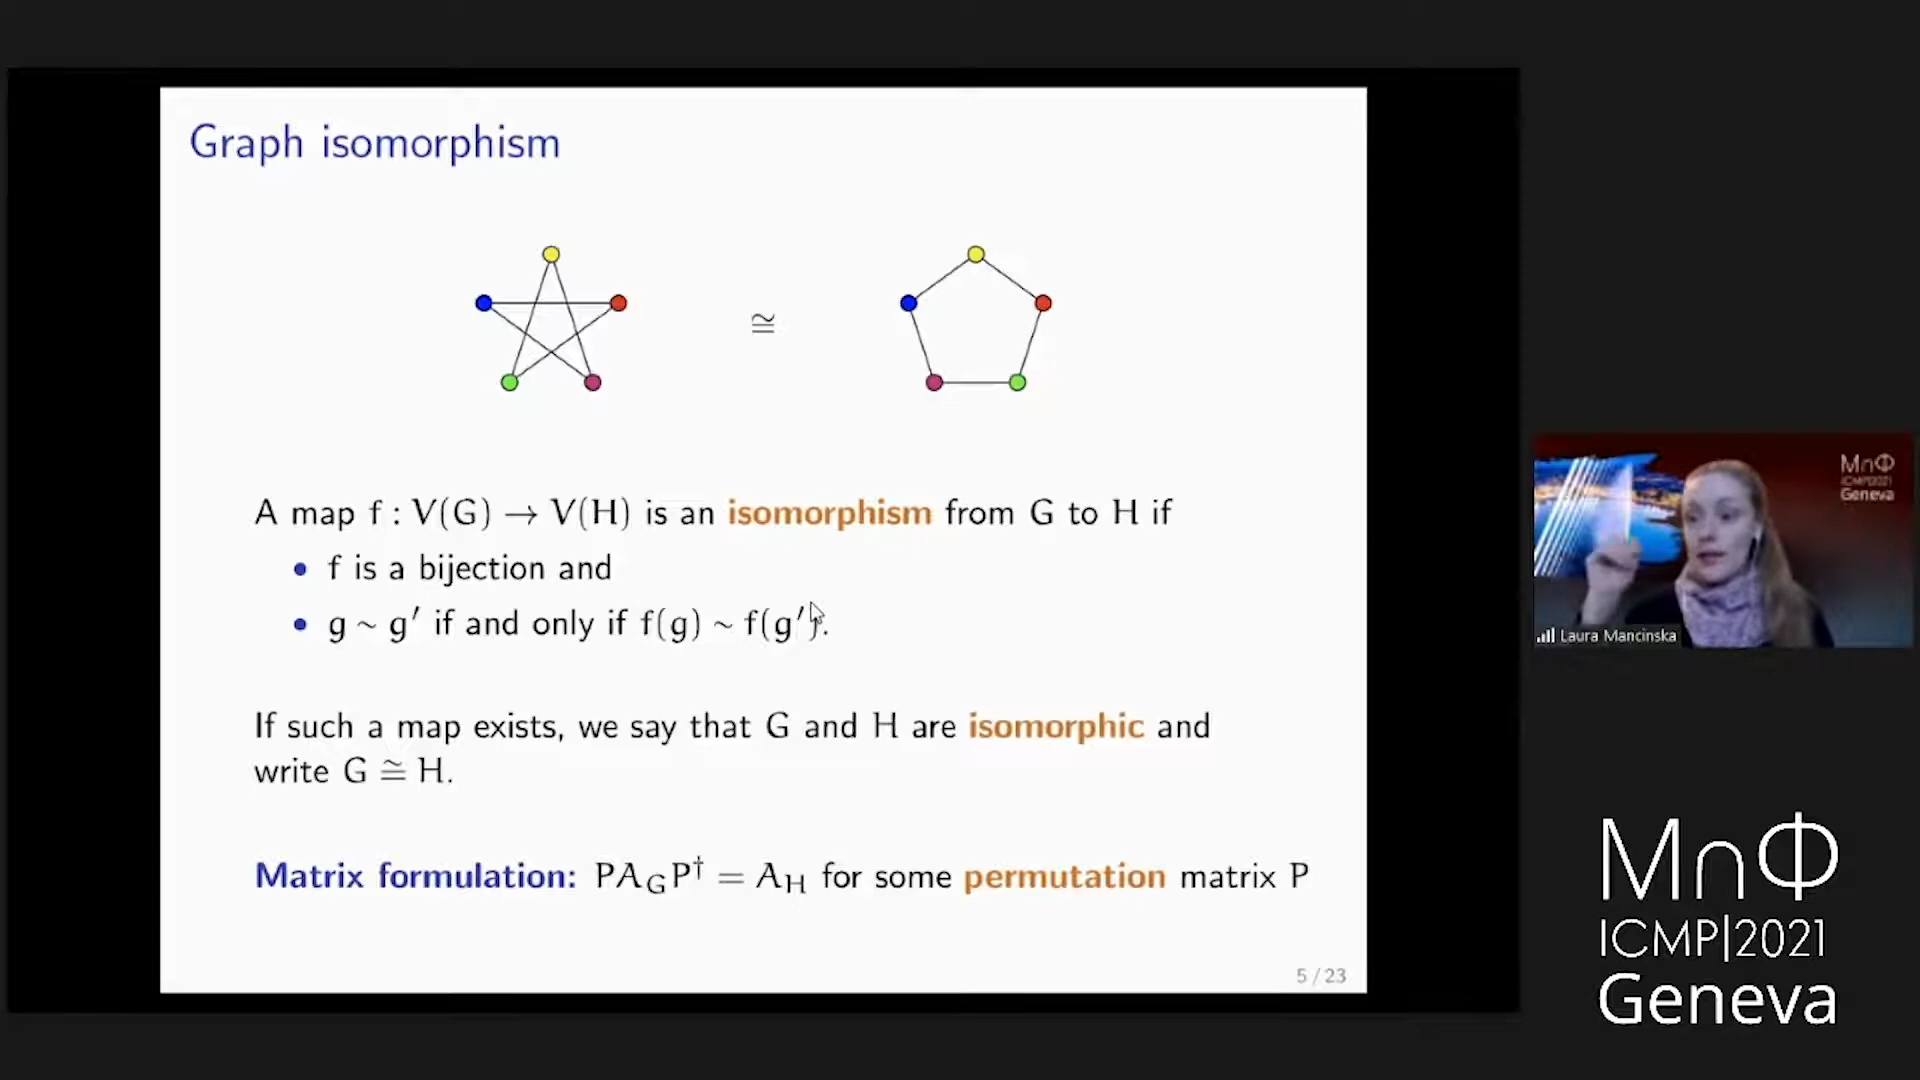 Graph isomorphism
≅
A map f : V(G) → V(H) is an isomorphism from G to H if
• f is a bijection and
• g ~ g′ if and only if f(g) ~ f(g′).
If such a map exists, we say that G and H are isomorphic and
write G ≅ H.
Matrix formulation: PA_GP† = A_H for some permutation matrix P
5 / 23
MnΦ
ICMP|2021
Geneva
Laura Mancinska
MnΦ
ICMP|2021
Geneva